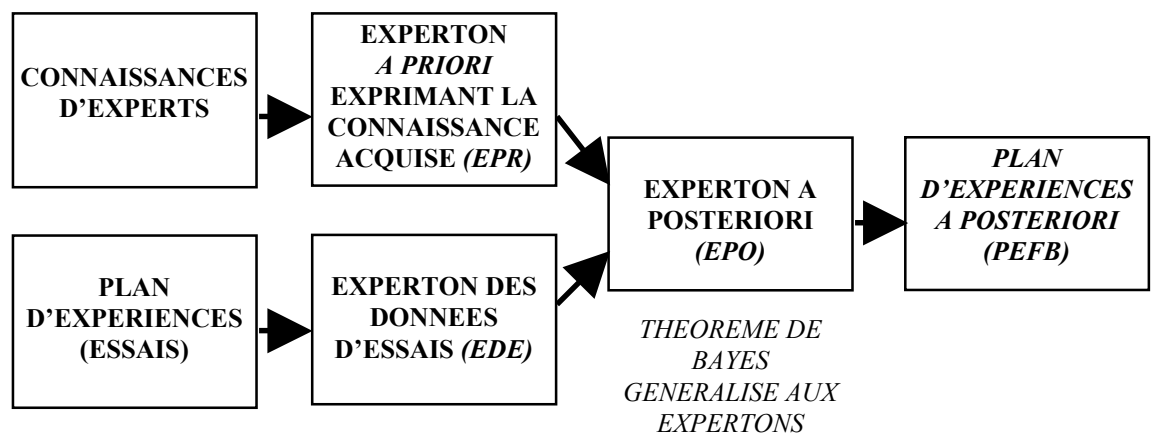 CONNAISSANCES
D'EXPERTS
EXPERTON
A PRIORI
EXPRIMANT LA
CONNAISSANCE
ACQUISE (EPR)
PLAN
D'EXPERIENCES
(ESSAIS)
EXPERTON DES
DONNEES
D'ESSAIS (EDE)
EXPERTON A
POSTERIORI
(EPO)
THEOREME DE
BAYES
GENERALISE AUX
EXPERTONS
PLAN
D'EXPERIENCES
A POSTERIORI
(PEFB)